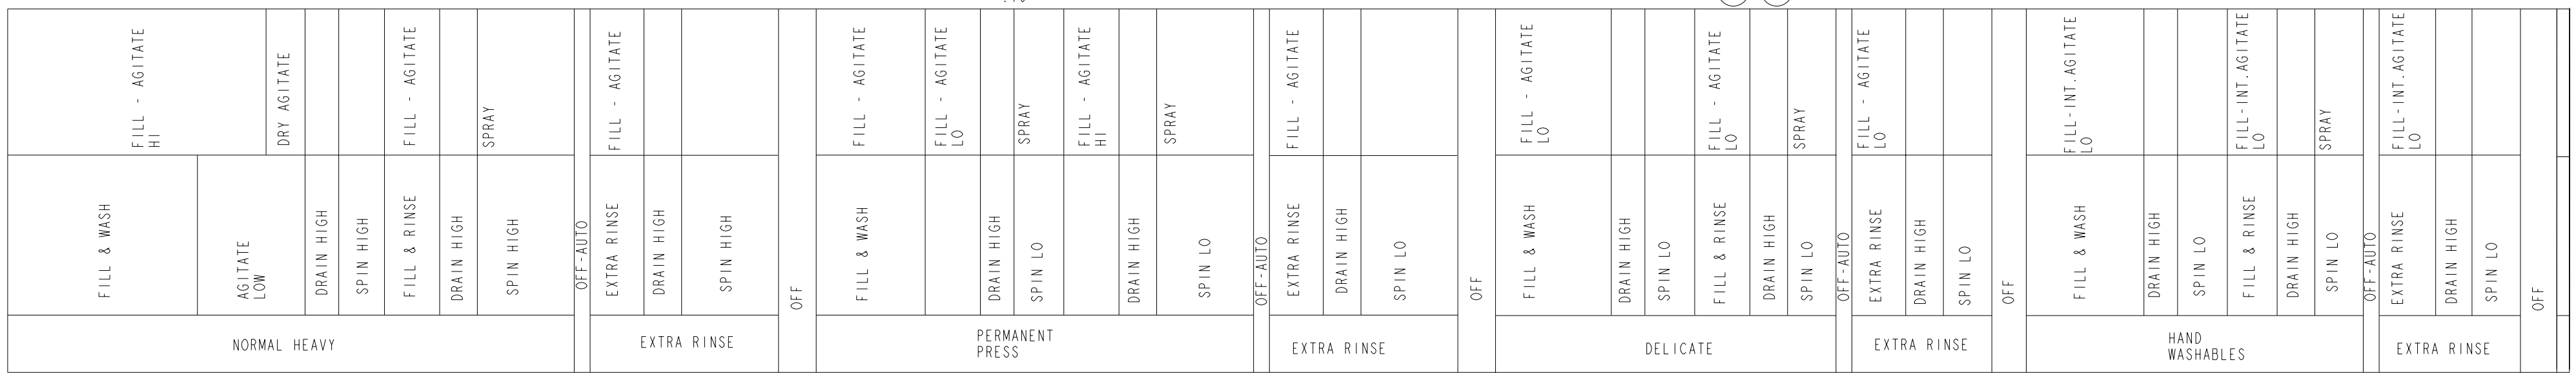 FILL - AGITATE
HI
DRY AGITATE
FILL - AGITATE
SPRAY
FILL - AGITATE
FILL - AGITATE
FILL - AGITATE
LO
SPRAY
FILL - AGITATE
HI
SPRAY
FILL - AGITATE
FILL - AGITATE
LO
FILL - AGITATE
LO
SPRAY
FILL - AGITATE
LO
FILL-INT.AGITATE
LO
FILL-INT.AGITATE
LO
SPRAY
FILL-INT.AGITATE
LO
FILL & WASH
AGITATE
LOW
DRAIN HIGH
SPIN HIGH
FILL & RINSE
DRAIN HIGH
SPIN HIGH
OFF-AUTO
EXTRA RINSE
DRAIN HIGH
SPIN HIGH
OFF
FILL & WASH
DRAIN HIGH
SPIN LO
DRAIN HIGH
SPIN LO
OFF-AUTO
EXTRA RINSE
DRAIN HIGH
SPIN LO
OFF
FILL & WASH
DRAIN HIGH
SPIN LO
FILL & RINSE
DRAIN HIGH
SPIN LO
OFF-AUTO
EXTRA RINSE
DRAIN HIGH
SPIN LO
OFF
FILL & WASH
DRAIN HIGH
SPIN LO
FILL & RINSE
DRAIN HIGH
SPIN LO
OFF-AUTO
EXTRA RINSE
DRAIN HIGH
SPIN LO
OFF
NORMAL HEAVY
EXTRA RINSE
PERMANENT
PRESS
EXTRA RINSE
DELICATE
EXTRA RINSE
HAND
WASHABLES
EXTRA RINSE